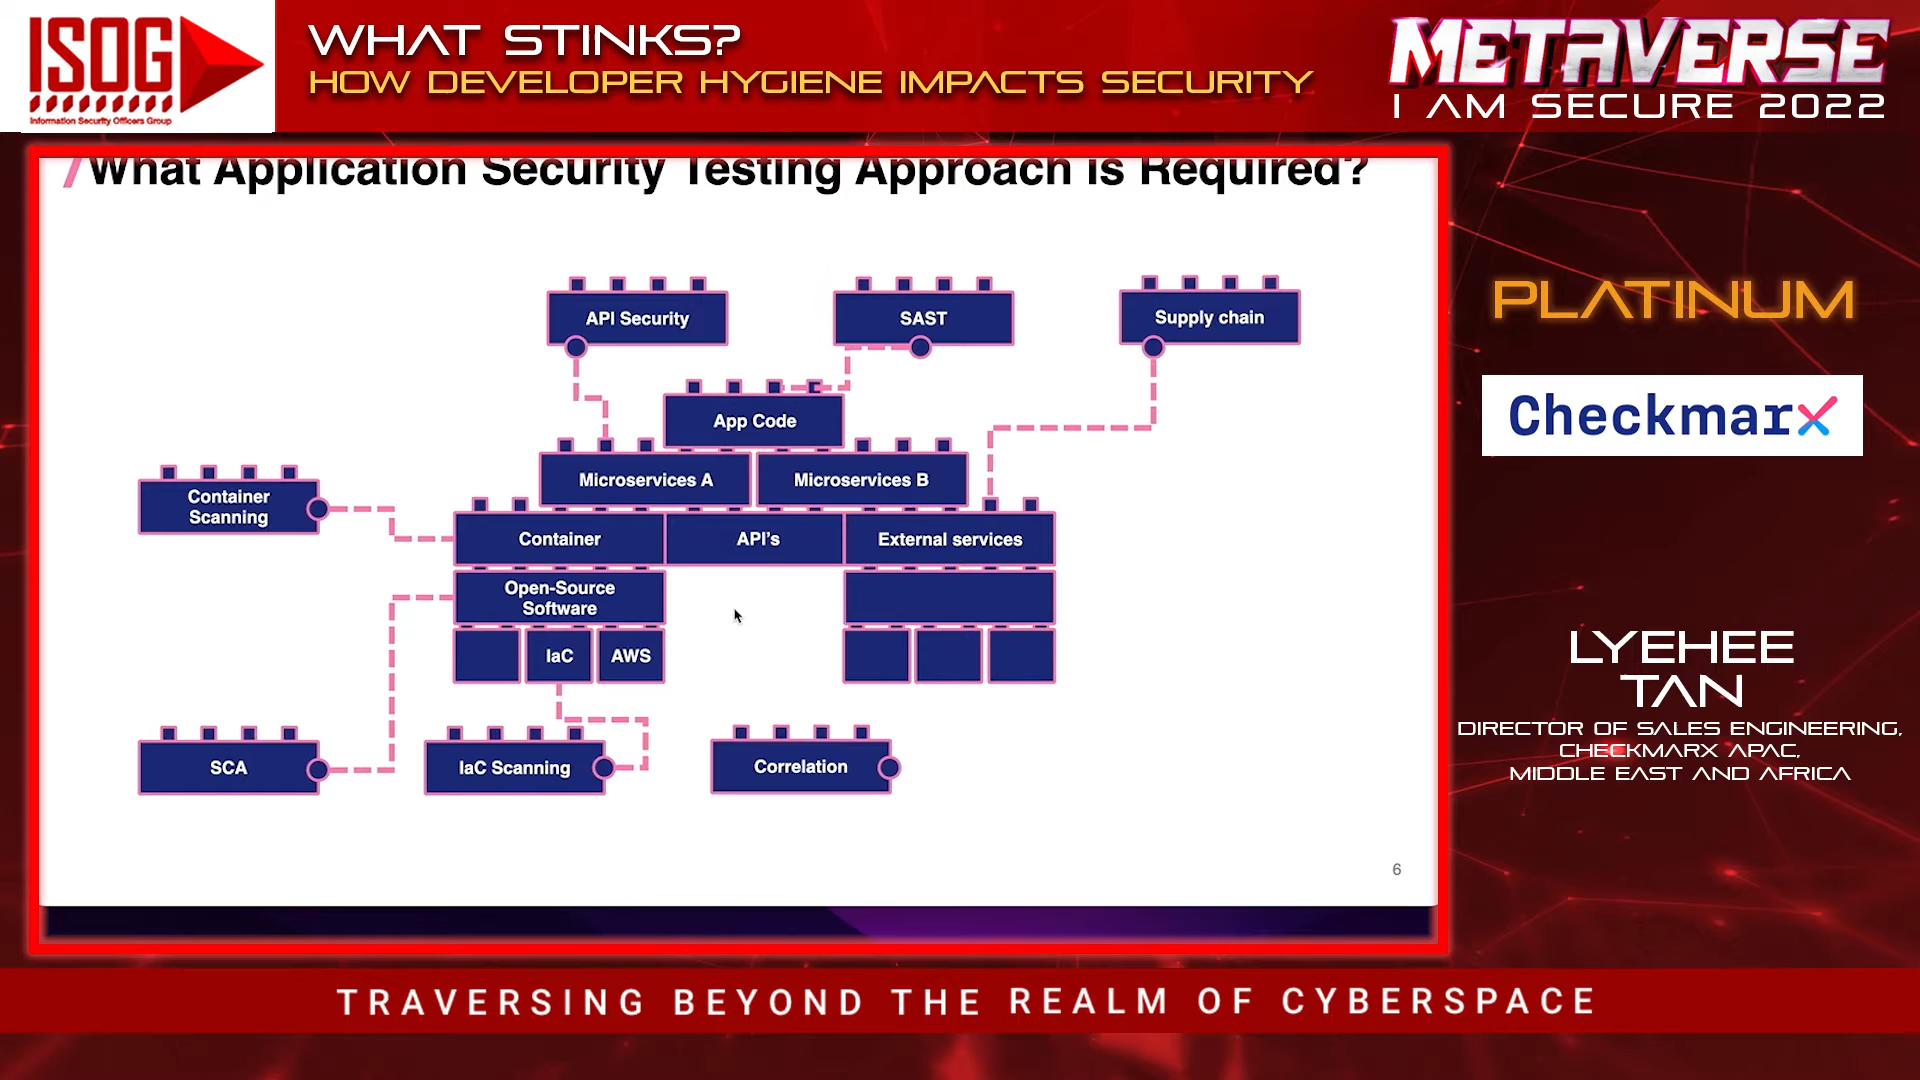 ISOG
Information Security Officers Group
WHAT STINKS?
HOW DEVELOPER HYGIENE IMPACTS SECURITY
METAVERSE
I AM SECURE 2022
/What Application Security Testing Approach is Required?
API Security
SAST
Supply chain
App Code
Microservices A
Microservices B
Container
Scanning
Container
API's
External services
Open-Source
Software
IaC
AWS
SCA
IaC Scanning
Correlation
6
PLATINUM
Checkmarx
LYEHEE
TAN
DIRECTOR OF SALES ENGINEERING,
CHECKMARX APAC,
MIDDLE EAST AND AFRICA
TRAVERSING BEYOND THE REALM OF CYBERSPACE